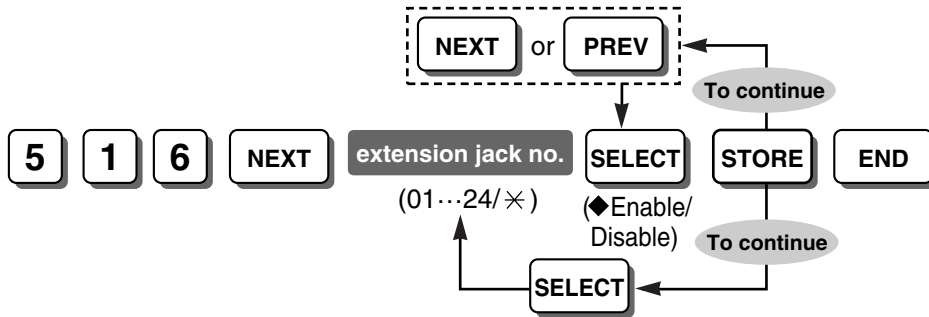 NEXT or PREV
To continue
5 1 6 NEXT extension jack no. SELECT STORE END
(01···24/✳)
(◆Enable/
Disable)
To continue
SELECT